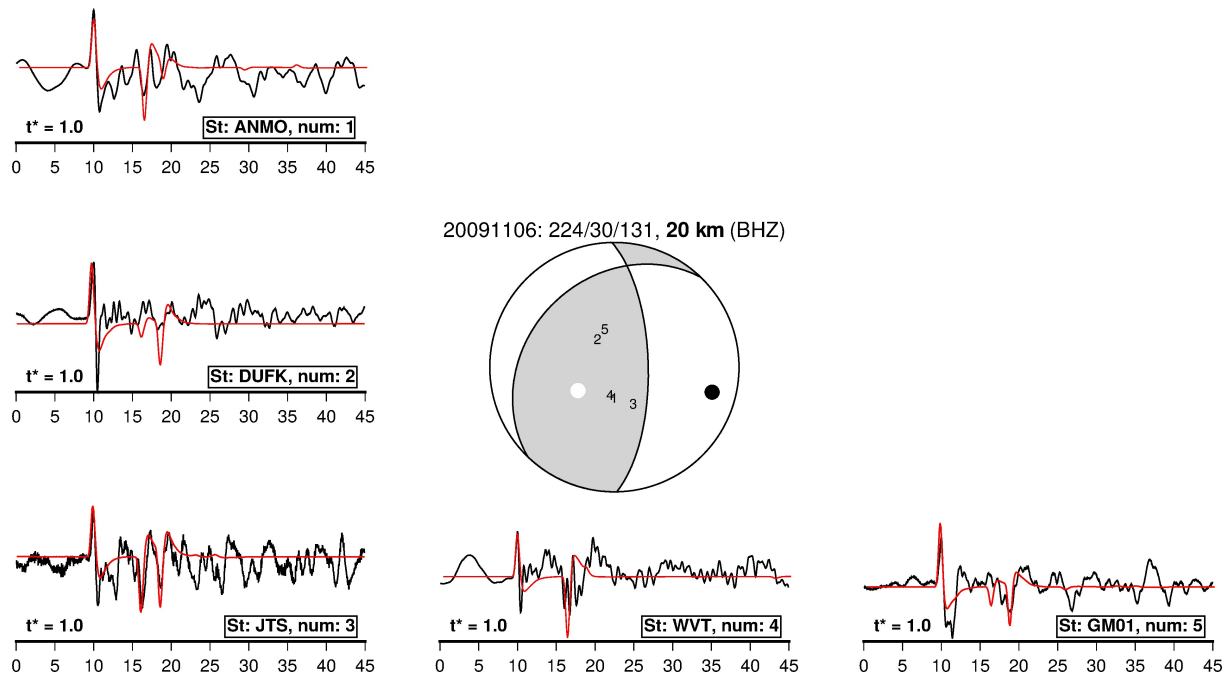 t* = 1.0 St: ANMO, num: 1
0 5 10 15 20 25 30 35 40 45
20091106: 224/30/131, 20 km (BHZ)
t* = 1.0 St: DUFK, num: 2
0 5 10 15 20 25 30 35 40 45
5
2
4 1
3
t* = 1.0 St: JTS, num: 3
0 5 10 15 20 25 30 35 40 45
t* = 1.0 St: WVT, num: 4
0 5 10 15 20 25 30 35 40 45
t* = 1.0 St: GM01, num: 5
0 5 10 15 20 25 30 35 40 45